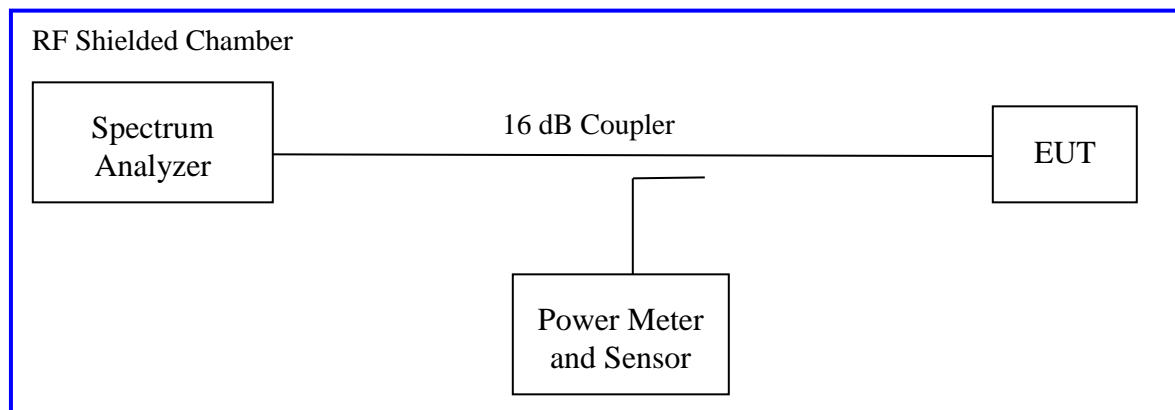 RF Shielded Chamber
Spectrum
Analyzer
16 dB Coupler
EUT
Power Meter
and Sensor